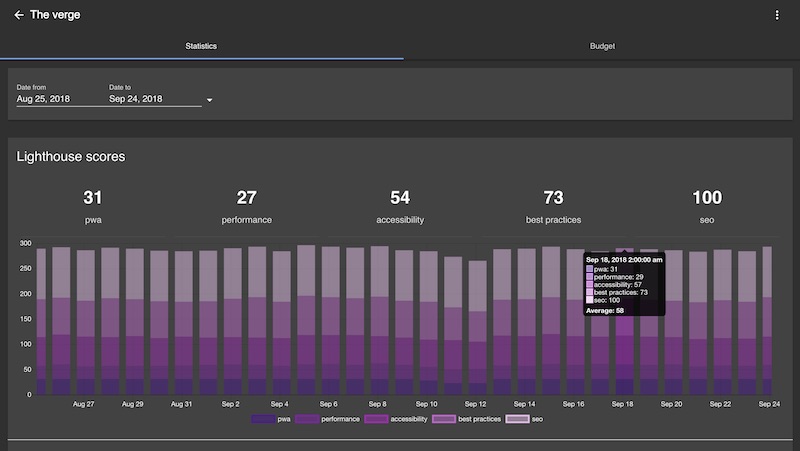 The verge
Statistics Budget
Date from Date to
Aug 25, 2018 Sep 24, 2018
Lighthouse scores
31 27 54 73 100
pwa performance accessibility best practices seo
300
250
200
150
100
50
0
Sep 18, 2018 2:00:00 am
pwa: 31
performance: 29
accessibility: 57
best practices: 73
seo: 100
Average: 58
Aug 27 Aug 29 Aug 31 Sep 2 Sep 4 Sep 6 Sep 8 Sep 10 Sep 12 Sep 14 Sep 16 Sep 18 Sep 20 Sep 22 Sep 24
pwa performance accessibility best practices seo